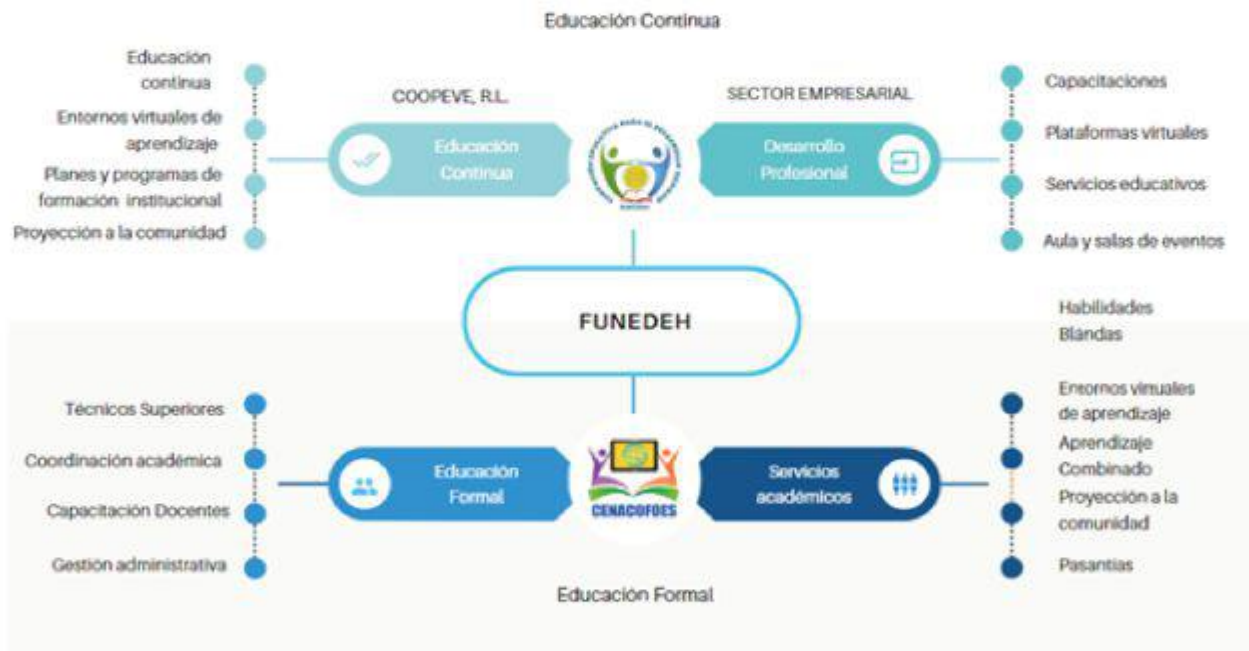 Educación Continua
Educación
continua
Entornos virtuales de
aprendizaje
Planes y programas de
formación institucional
Proyección a la comunidad
COOPEVE, R.L.
Educación
Continua
SECTOR EMPRESARIAL
Desarrollo
Profesional
Capacitaciones
Plataformas virtuales
Servicios educativos
Aula y salas de eventos
FUNEDEH
Habilidades
Blandas
Técnicos Superiores
Coordinación académica
Capacitación Docentes
Gestión administrativa
Educación
Formal
CENACOFOES
Servicios
académicos
Entornos virtuales
de aprendizaje
Aprendizaje
Combinado
Proyección a la
comunidad
Pasantías
Educación Formal